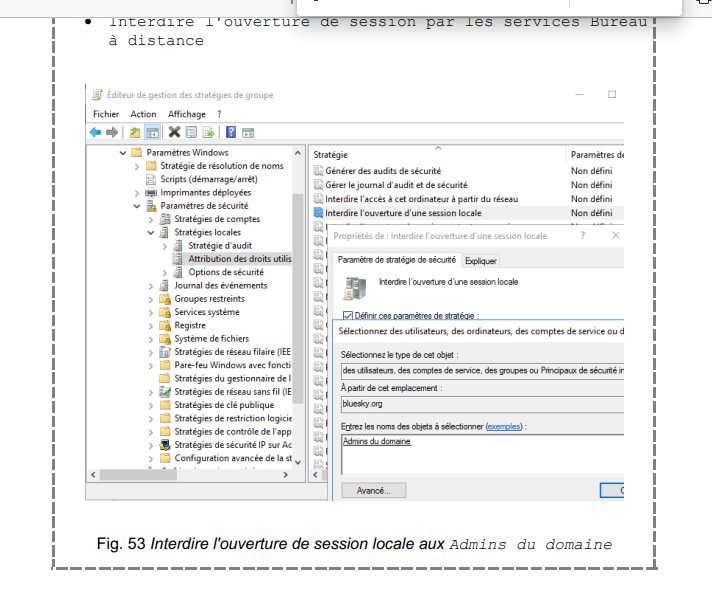 Interdire l'ouverture de session par les services Bureau
à distance
Éditeur de gestion des stratégies de groupe
Fichier Action Affichage ?
Paramètres Windows
Stratégie de résolution de noms
Scripts (démarrage/arrêt)
Imprimantes déployées
Paramètres de sécurité
Stratégies de comptes
Stratégies locales
Stratégie d'audit
Attribution des droits utilis
Options de sécurité
Journal des événements
Groupes restreints
Services système
Registre
Système de fichiers
Stratégies de réseau filaire (IEE
Pare-feu Windows avec foncti
Stratégies du gestionnaire de l
Stratégies de réseau sans fil (IE
Stratégies de clé publique
Stratégies de restriction logicie
Stratégies de contrôle de l'app
Stratégies de sécurité IP sur Ac
Configuration avancée de la st
Stratégie Paramètres de
Générer des audits de sécurité Non défini
Gérer le journal d'audit et de sécurité Non défini
Interdire l'accès à cet ordinateur à partir du réseau Non défini
Interdire l'ouverture d'une session locale Non défini
Propriétés de : Interdire l'ouverture d'une session locale ?
Paramètre de stratégie de sécurité Expliquer
Interdire l'ouverture d'une session locale
Définir ces paramètres de stratégie :
Sélectionnez des utilisateurs, des ordinateurs, des comptes de service ou d
Sélectionnez le type de cet objet :
des utilisateurs, des comptes de service, des groupes ou Principaux de sécurité in
À partir de cet emplacement :
bluesky.org
Entrez les noms des objets à sélectionner (exemples) :
Admins du domaine
Avancé...
Fig. 53 Interdire l'ouverture de session locale aux Admins du domaine